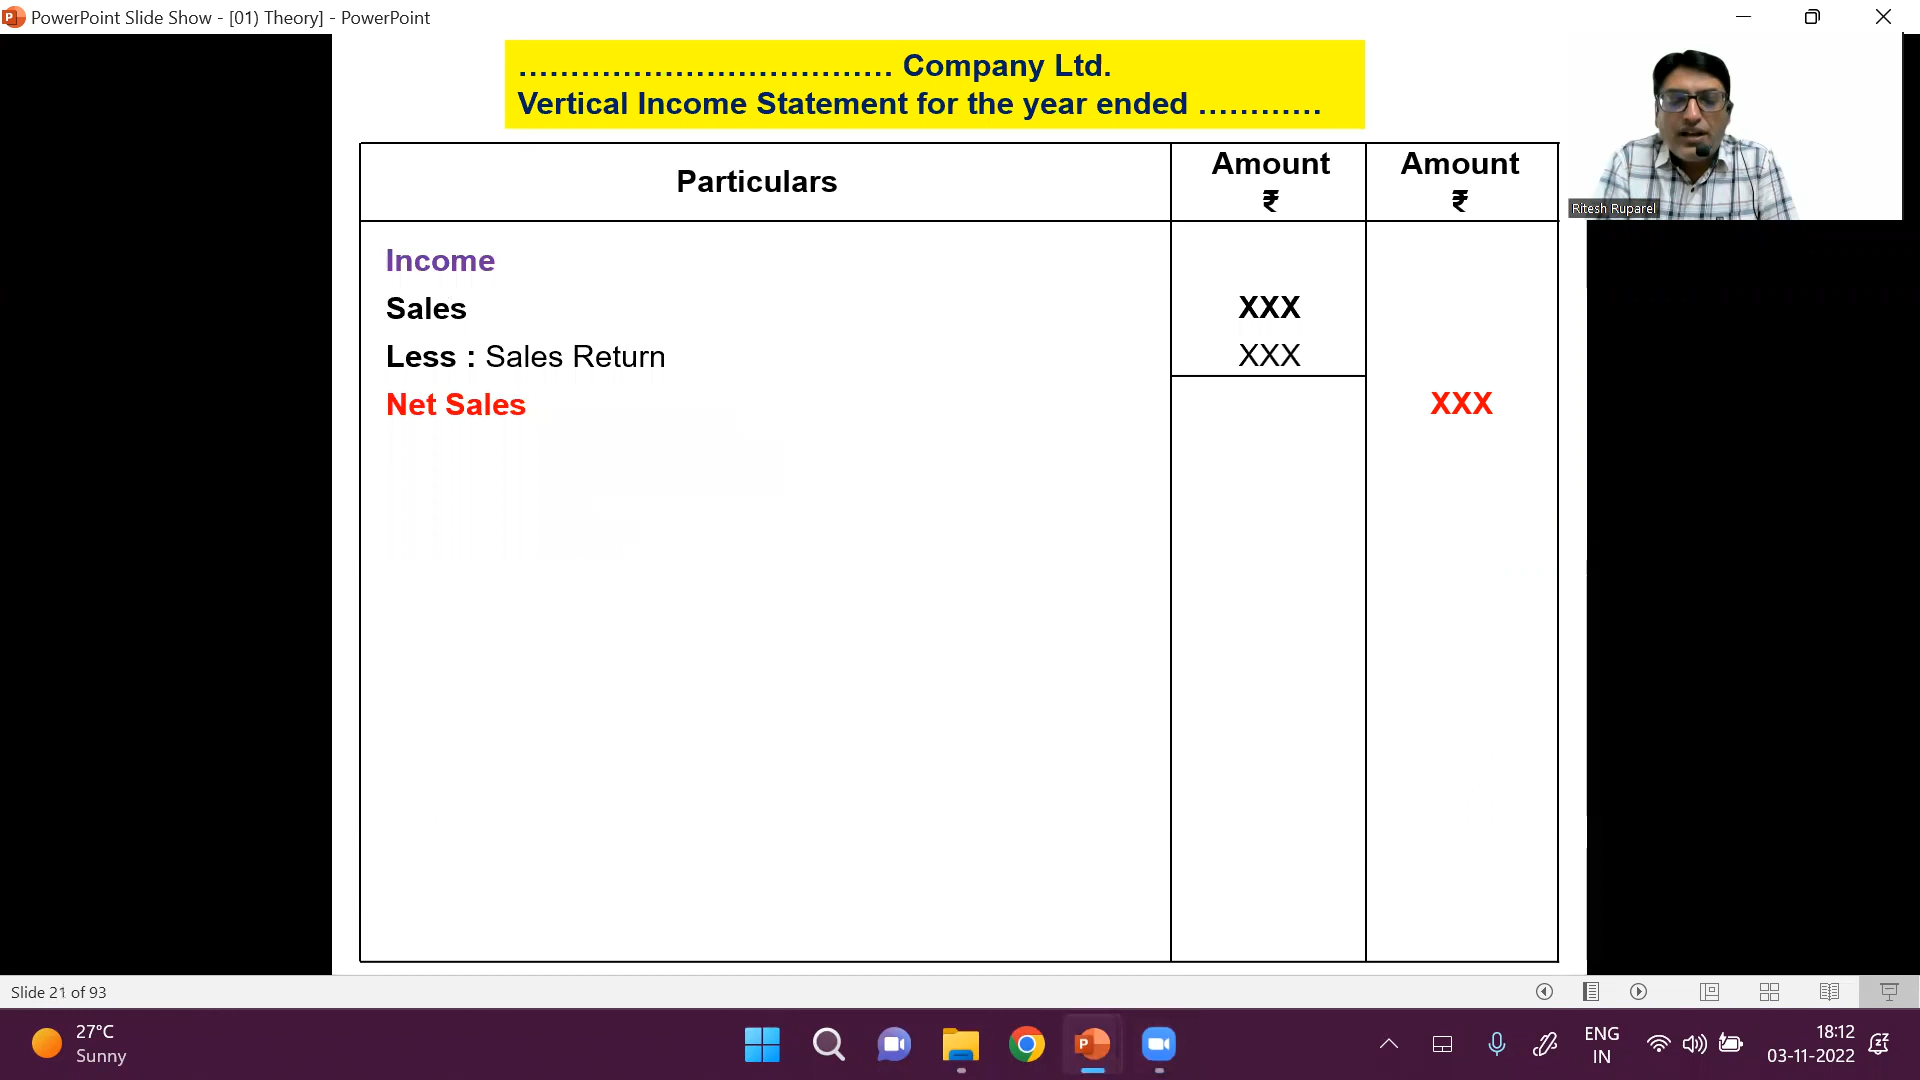 PowerPoint Slide Show - [01) Theory] - PowerPoint
.................................... Company Ltd.
Vertical Income Statement for the year ended ............
Particulars
Amount
₹
Amount
₹
Ritesh Ruparel
Income
Sales XXX
Less : Sales Return XXX
Net Sales XXX
Slide 21 of 93
27°C
Sunny
ENG
IN
18:12
03-11-2022